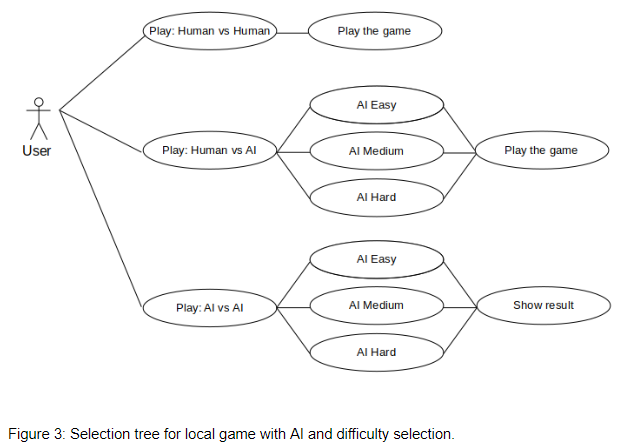 Play: Human vs Human
Play the game
User
Play: Human vs AI
AI Easy
AI Medium
AI Hard
Play the game
Play: AI vs AI
AI Easy
AI Medium
AI Hard
Show result
Figure 3: Selection tree for local game with AI and difficulty selection.